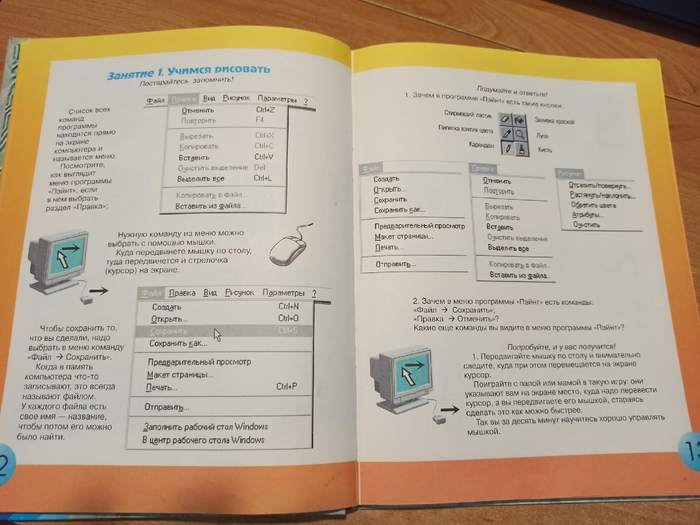 Занятие 1. Учимся рисовать
Постарайтесь запомнить!
Список всех
команд
программы
находится прямо
на экране
компьютера и
называется меню.
Посмотрите,
как выглядит
меню программы
«Пэйнт», если
в нем выбрать
раздел «Правка»:
Файл Правка Вид Рисунок Параметры ?
Отменить Ctrl+Z
Повторить F4
Вырезать Ctrl+X
Копировать Ctrl+C
Вставить Ctrl+V
Очистить выделение Del
Выделить все Ctrl+L
Копировать в файл...
Вставить из файла...
Нужную команду из меню можно
выбрать с помощью мышки.
Куда передвинете мышку по столу,
туда передвинется и стрелочка
(курсор) на экране.
Чтобы сохранить то,
что вы сделали, надо
выбрать в меню команду
«Файл → Сохранить».
Когда в память
компьютера что-то
записывают, это всегда
называют файлом.
У каждого файла есть
свое имя — название,
чтобы потом его можно
было найти.
Файл Правка Вид Рисунок Параметры ?
Создать Ctrl+N
Открыть... Ctrl+O
Сохранить Ctrl+S
Сохранить как...
Предварительный просмотр
Макет страницы...
Печать... Ctrl+P
Отправить...
Заполнить рабочий стол Windows
В центр рабочего стола Windows
2
Подумайте и ответьте!
1. Зачем в программе «Пэйнт» есть такие кнопки:
Стирающий ластик
Заливка краской
Пипетка взятия цвета
Лупа
Карандаш
Кисть
A
Файл
Создать
Открыть...
Сохранить
Сохранить как...
Предварительный просмотр
Макет страницы...
Печать...
Отправить...
Правка
Отменить
Повторить
Вырезать
Копировать
Вставить
Очистить выделение
Выделить все
Копировать в файл...
Вставить из файла...
Рисунок
Отразить/повернуть...
Растянуть/наклонить...
Обратить цвета
Атрибуты...
Очистить
2. Зачем в меню программы «Пэйнт» есть команды:
«Файл → Сохранить»;
«Правка → Отменить»?
Какие еще команды вы видите в меню программы «Пэйнт»?
Попробуйте, и у вас получится!
1. Передвигайте мышку по столу и внимательно
следите, куда при этом перемещается на экране
курсор.
Поиграйте с папой или мамой в такую игру: они
указывают вам на экране место, куда надо перевести
курсор, а вы передвигаете его мышкой, стараясь
сделать это как можно быстрее.
Так вы за десять минут научитесь хорошо управлять
мышкой.
13